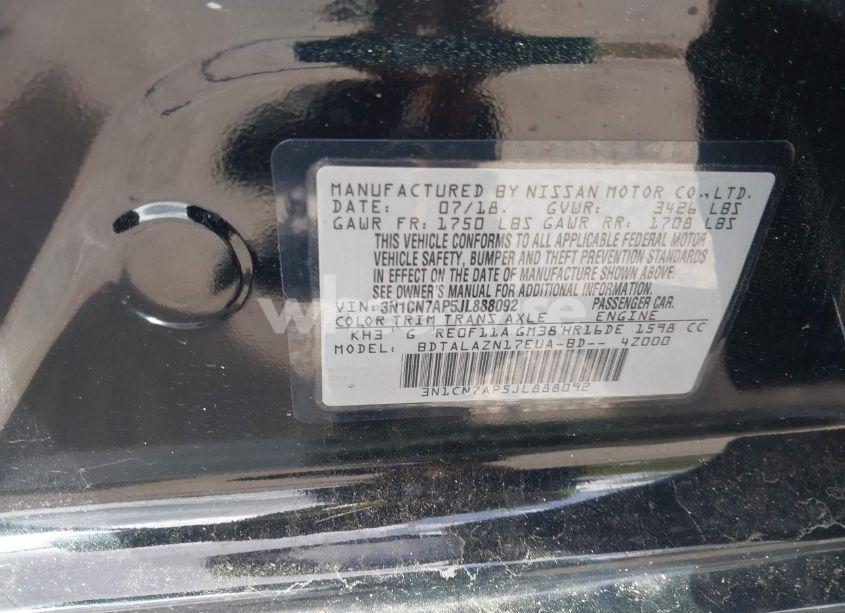 MANUFACTURED BY NISSAN MOTOR CO.,LTD.
DATE: 07/18. GVWR: 3426 LBS
GAWR FR: 1750 LBS GAWR RR: 1708 LBS
THIS VEHICLE CONFORMS TO ALL APPLICABLE FEDERAL MOTOR
VEHICLE SAFETY, BUMPER AND THEFT PREVENTION STANDARDS
IN EFFECT ON THE DATE OF MANUFACTURE SHOWN ABOVE.
SEE OWNER'S MANUAL FOR ADDITIONAL INFORMATION.
VIN: 3N1CN7AP5JL888092 PASSENGER CAR.
COLOR TRIM TRANS AXLE ENGINE
KH3 G RE0F11A GM38 HR16DE 1598 CC
MODEL: BDTALAZN17EUA-BD-- 4Z000
3N1CN7AP5JL888092